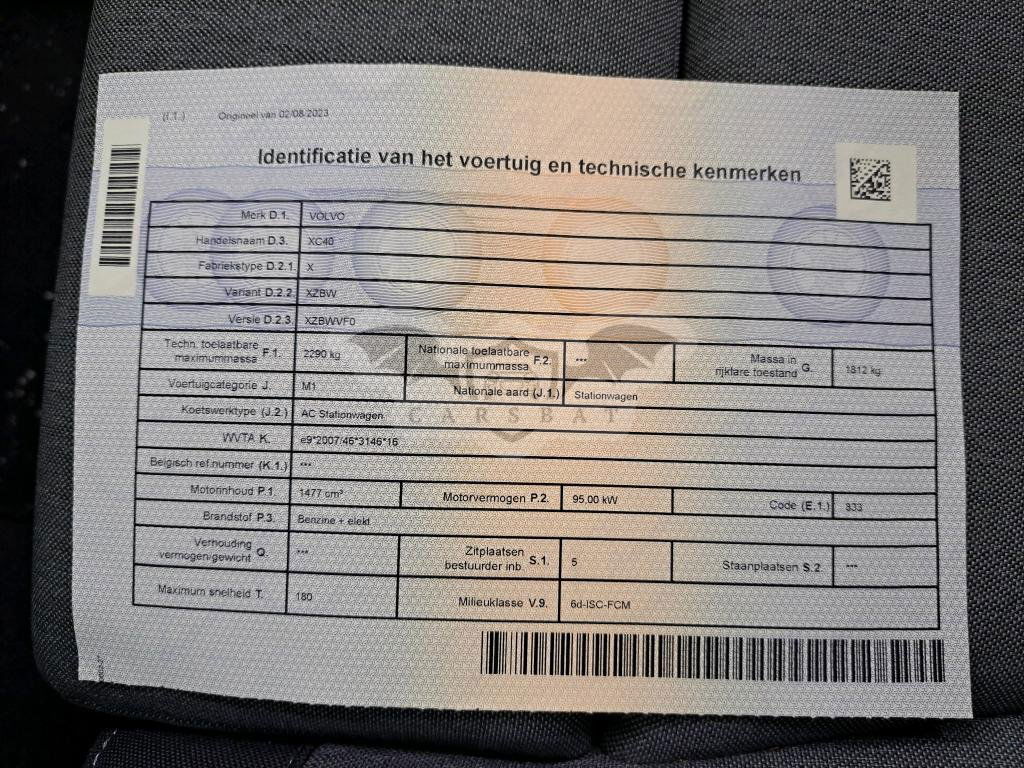 (I.1.) Origineel van 02/08/2023
Identificatie van het voertuig en technische kenmerken
Merk D.1. VOLVO
Handelsnaam D.3. XC40
Fabriekstype D.2.1. X
Variant D.2.2. XZBW
Versie D.2.3. XZBWVF0
Techn. toelaatbare maximummassa F.1. 2290 kg Nationale toelaatbare maximummassa F.2. *** Massa in rijklare toestand G. 1812 kg
Voertuigcategorie J. M1 Nationale aard (J.1.) Stationwagen
Koetswerktype (J.2.) AC Stationwagen
CARSBAT
WVTA K. e9*2007/46*3146*16
Belgisch ref.nummer (K.1.) ***
Motorinhoud P.1. 1477 cm³ Motorvermogen P.2. 95.00 kW Code (E.1.) 333
Brandstof P.3. Benzine + elekt
Verhouding vermogen/gewicht Q. *** Zitplaatsen bestuurder inb. S.1. 5 Staanplaatsen S.2. ***
Maximum snelheid T. 180 Milieuklasse V.9. 6d-ISC-FCM